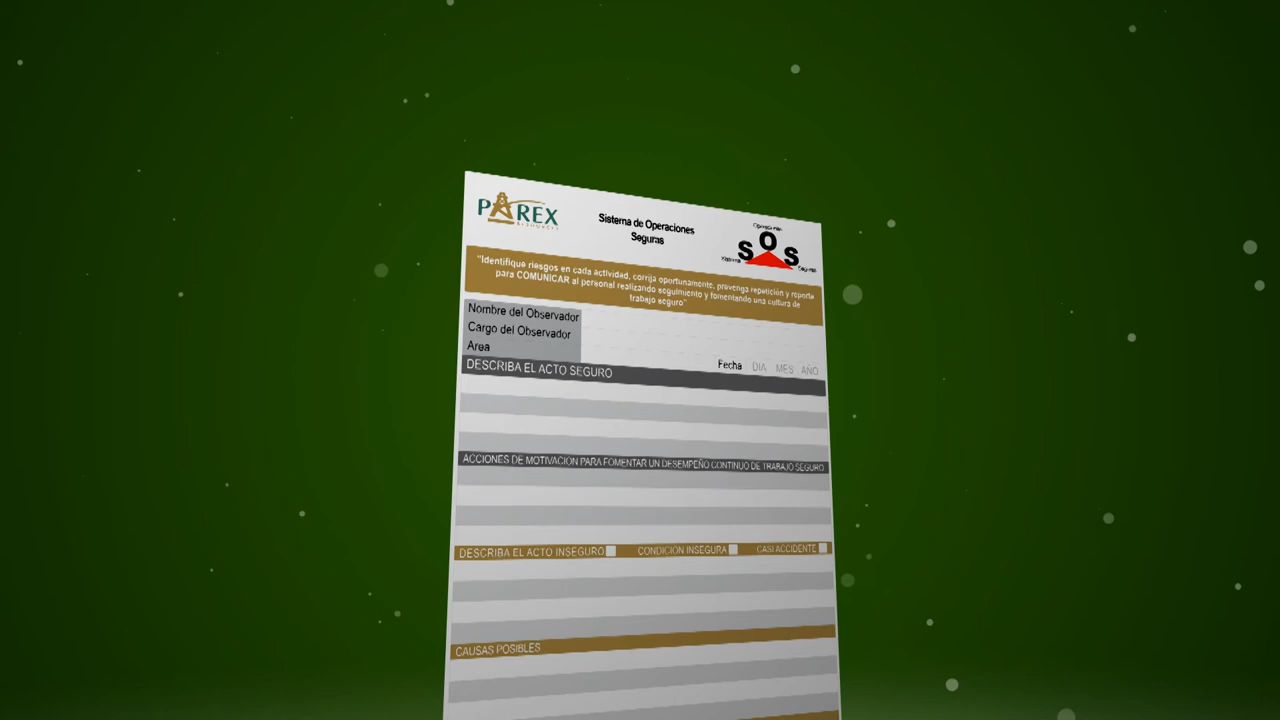 PAREX
Sistema de Operaciones
Seguras
SOS
"Identifique riesgos en cada actividad, corrija oportunamente, prevenga repetición y reporte
para COMUNICAR al personal realizando seguimiento y fomentando una cultura de
trabajo seguro"
Nombre del Observador
Cargo del Observador
Area
Fecha DIA MES AÑO
DESCRIBA EL ACTO SEGURO
ACCIONES DE MOTIVACION PARA FOMENTAR UN DESEMPEÑO CONTINUO DE TRABAJO SEGURO
DESCRIBA EL ACTO INSEGURO CONDICION INSEGURA CASI ACCIDENTE
CAUSAS POSIBLES